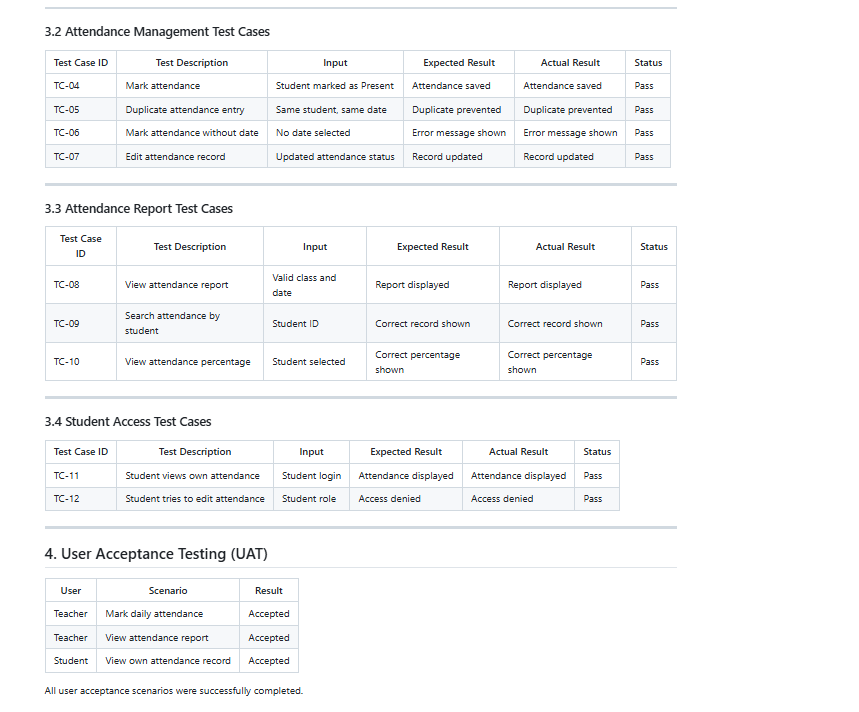 3.2 Attendance Management Test Cases
Test Case ID Test Description Input Expected Result Actual Result Status
TC-04 Mark attendance Student marked as Present Attendance saved Attendance saved Pass
TC-05 Duplicate attendance entry Same student, same date Duplicate prevented Duplicate prevented Pass
TC-06 Mark attendance without date No date selected Error message shown Error message shown Pass
TC-07 Edit attendance record Updated attendance status Record updated Record updated Pass
3.3 Attendance Report Test Cases
Test Case ID Test Description Input Expected Result Actual Result Status
TC-08 View attendance report Valid class and date Report displayed Report displayed Pass
TC-09 Search attendance by student Student ID Correct record shown Correct record shown Pass
TC-10 View attendance percentage Student selected Correct percentage shown Correct percentage shown Pass
3.4 Student Access Test Cases
Test Case ID Test Description Input Expected Result Actual Result Status
TC-11 Student views own attendance Student login Attendance displayed Attendance displayed Pass
TC-12 Student tries to edit attendance Student role Access denied Access denied Pass
4. User Acceptance Testing (UAT)
User Scenario Result
Teacher Mark daily attendance Accepted
Teacher View attendance report Accepted
Student View own attendance record Accepted
All user acceptance scenarios were successfully completed.